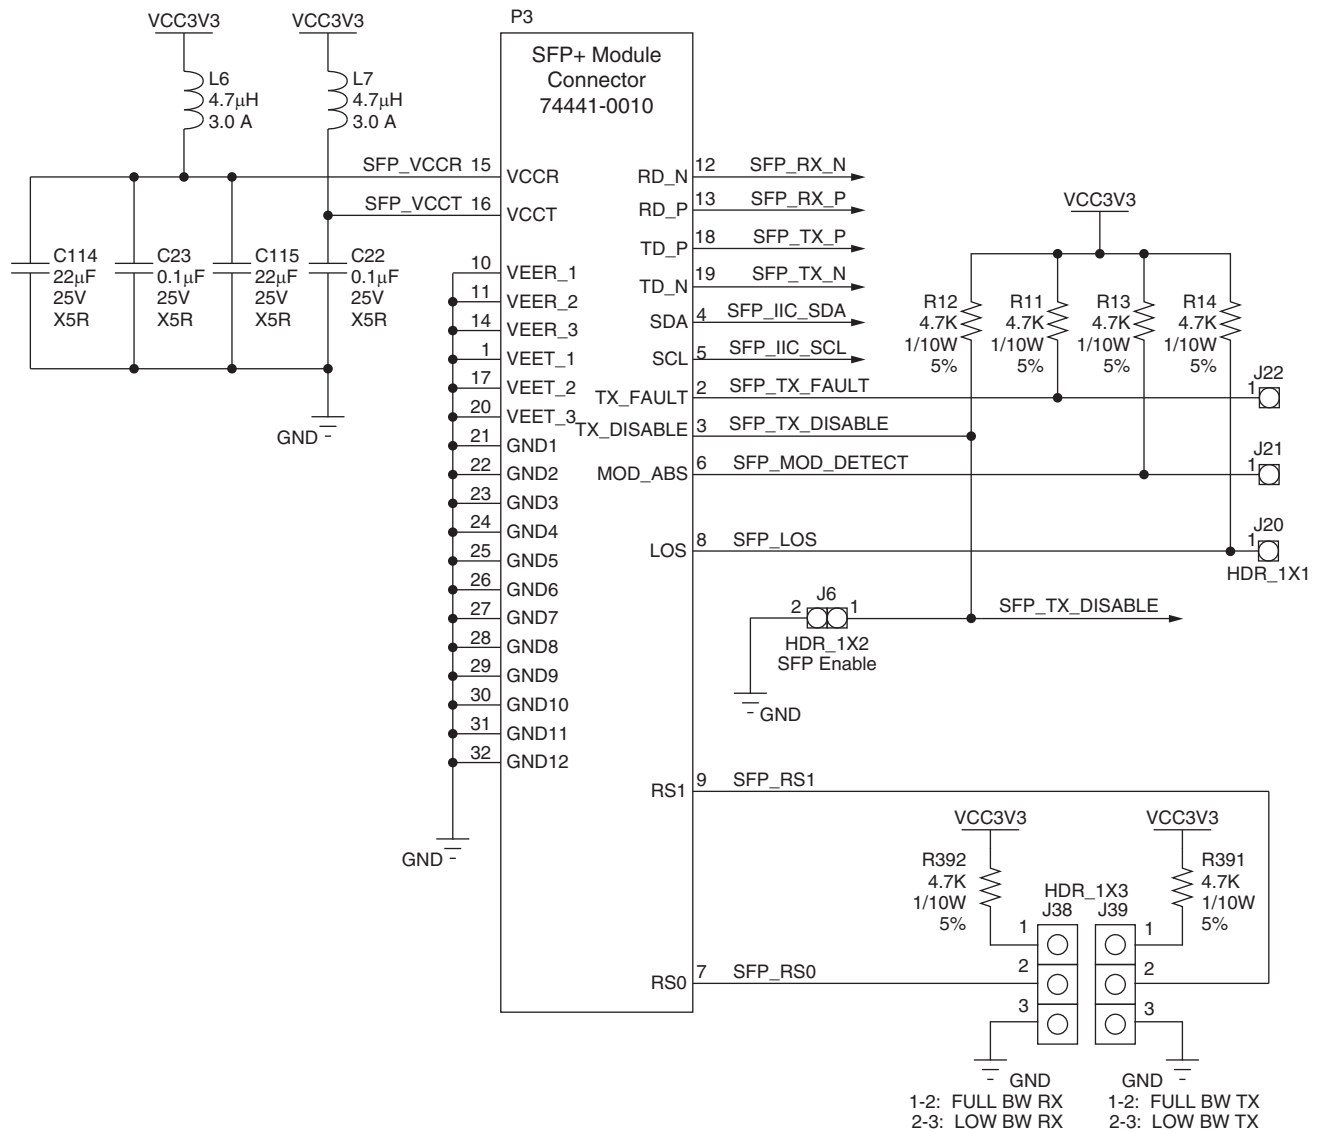 P3
SFP+ Module
Connector
74441-0010
VCC3V3
VCC3V3
L6
4.7µH
3.0 A
L7
4.7µH
3.0 A
SFP_VCCR 15 VCCR
SFP_VCCT 16 VCCT
C114
22µF
25V
X5R
C23
0.1µF
25V
X5R
C115
22µF
25V
X5R
C22
0.1µF
25V
X5R
GND
10 VEER_1
11 VEER_2
14 VEER_3
1 VEET_1
17 VEET_2
20 VEET_3
21 GND1
22 GND2
23 GND3
24 GND4
25 GND5
26 GND6
27 GND7
28 GND8
29 GND9
30 GND10
31 GND11
32 GND12
GND
RD_N 12 SFP_RX_N
RD_P 13 SFP_RX_P
TD_P 18 SFP_TX_P
TD_N 19 SFP_TX_N
SDA 4 SFP_IIC_SDA
SCL 5 SFP_IIC_SCL
TX_FAULT 2 SFP_TX_FAULT
TX_DISABLE 3 SFP_TX_DISABLE
MOD_ABS 6 SFP_MOD_DETECT
LOS 8 SFP_LOS
VCC3V3
R12
4.7K
1/10W
5%
R11
4.7K
1/10W
5%
R13
4.7K
1/10W
5%
R14
4.7K
1/10W
5%
J22
1
J21
1
J20
1
HDR_1X1
J6
2 1
HDR_1X2
SFP Enable
SFP_TX_DISABLE
GND
RS1 9 SFP_RS1
VCC3V3
R392
4.7K
1/10W
5%
VCC3V3
R391
4.7K
1/10W
5%
HDR_1X3
J38 J39
1 1
2 2
3 3
RS0 7 SFP_RS0
GND
1-2: FULL BW RX
2-3: LOW BW RX
GND
1-2: FULL BW TX
2-3: LOW BW TX